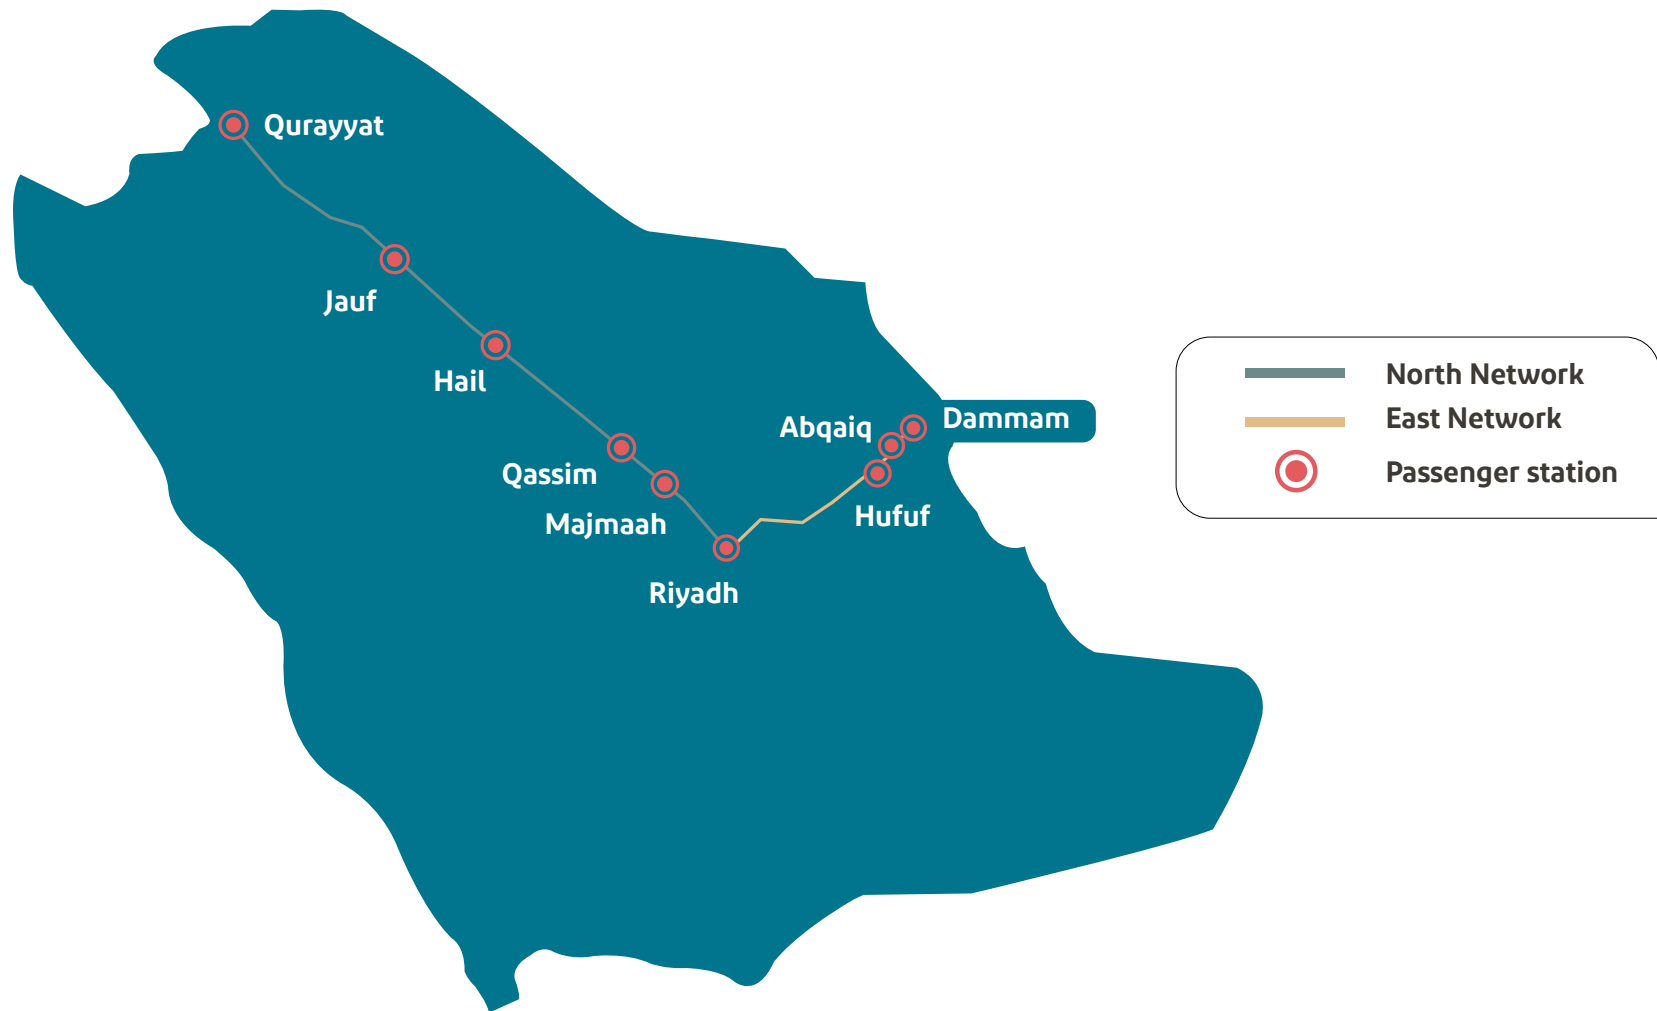 Qurayyat
Jauf
Hail
Qassim
Majmaah
Riyadh
Abqaiq
Dammam
Hufuf
North Network
East Network
Passenger station